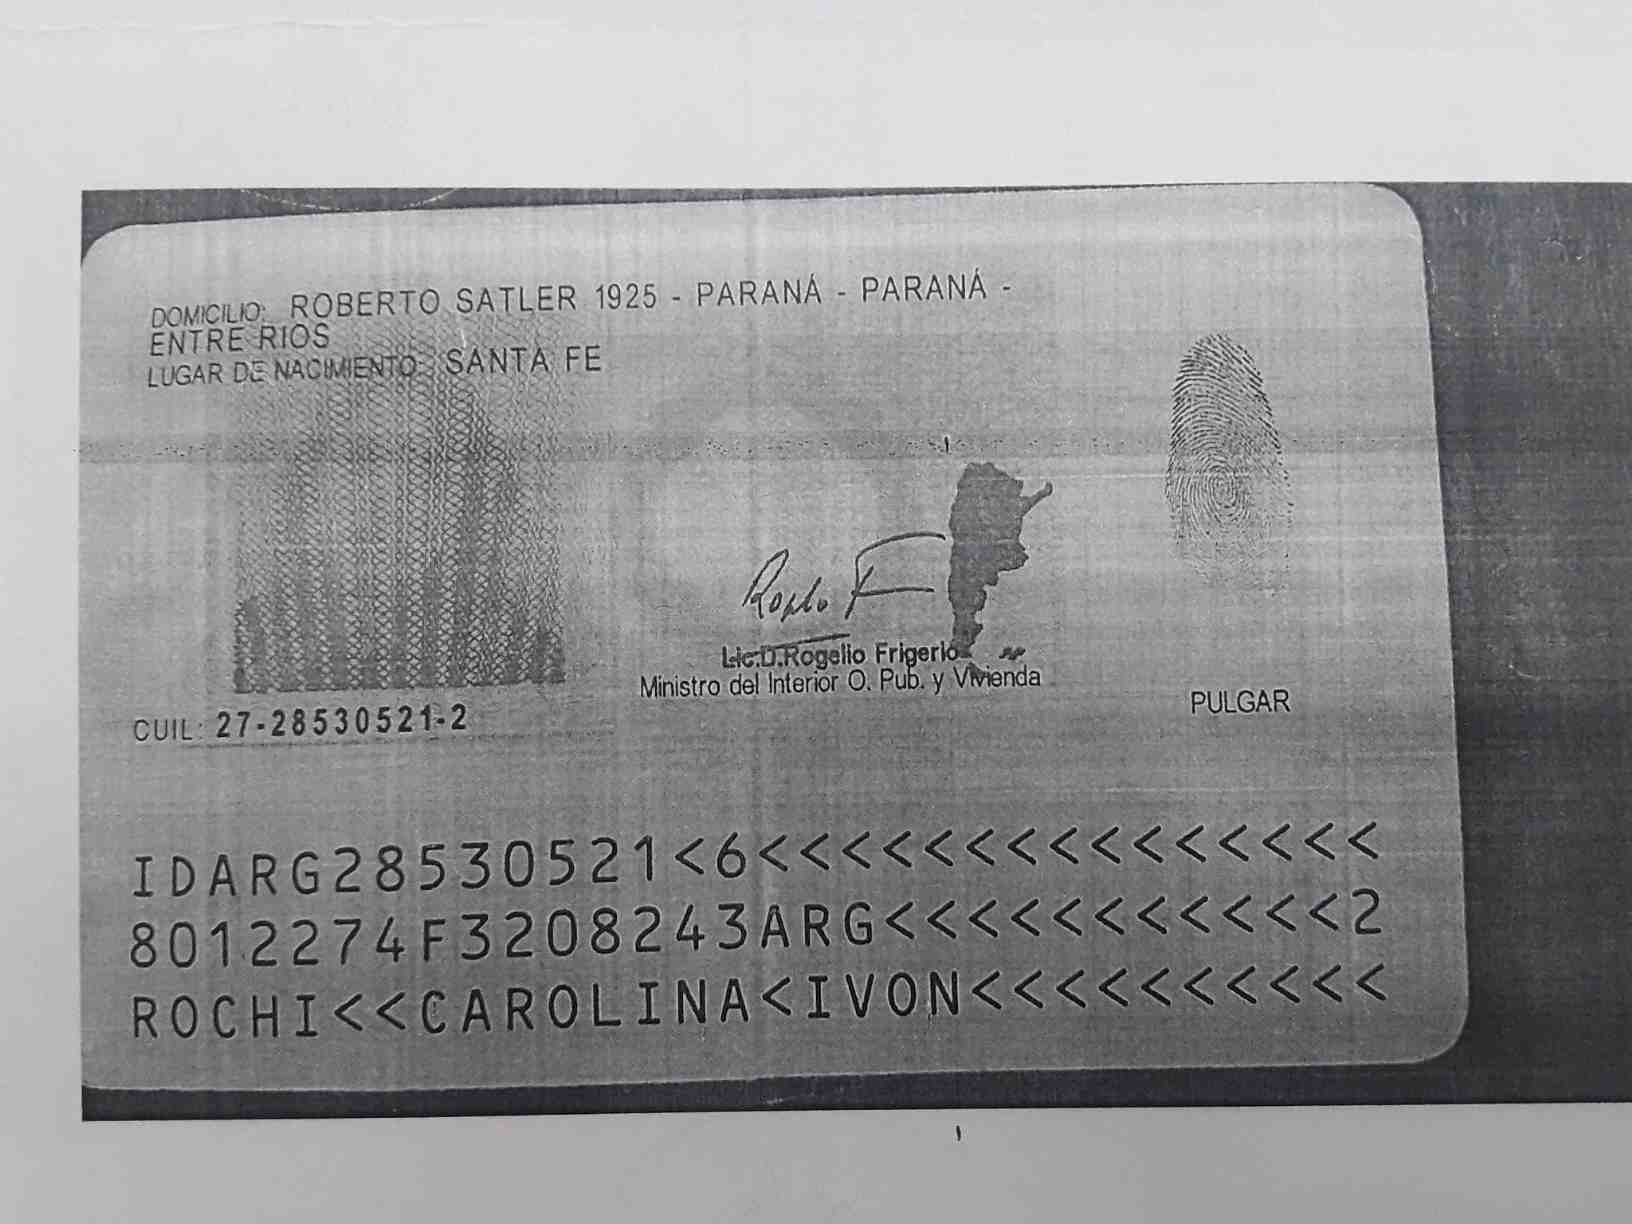 DOMICILIO: ROBERTO SATLER 1925 - PARANÁ - PARANÁ -
ENTRE RIOS
LUGAR DE NACIMIENTO: SANTA FE
Lic.D.Rogelio Frigerio
Ministro del Interior O. Pub. y Vivienda
PULGAR
CUIL: 27-28530521-2
IDARG28530521<6<<<<<<<<<<<<<<<
8012274F3208243ARG<<<<<<<<<<<2
ROCHI<<CAROLINA<IVON<<<<<<<<<<